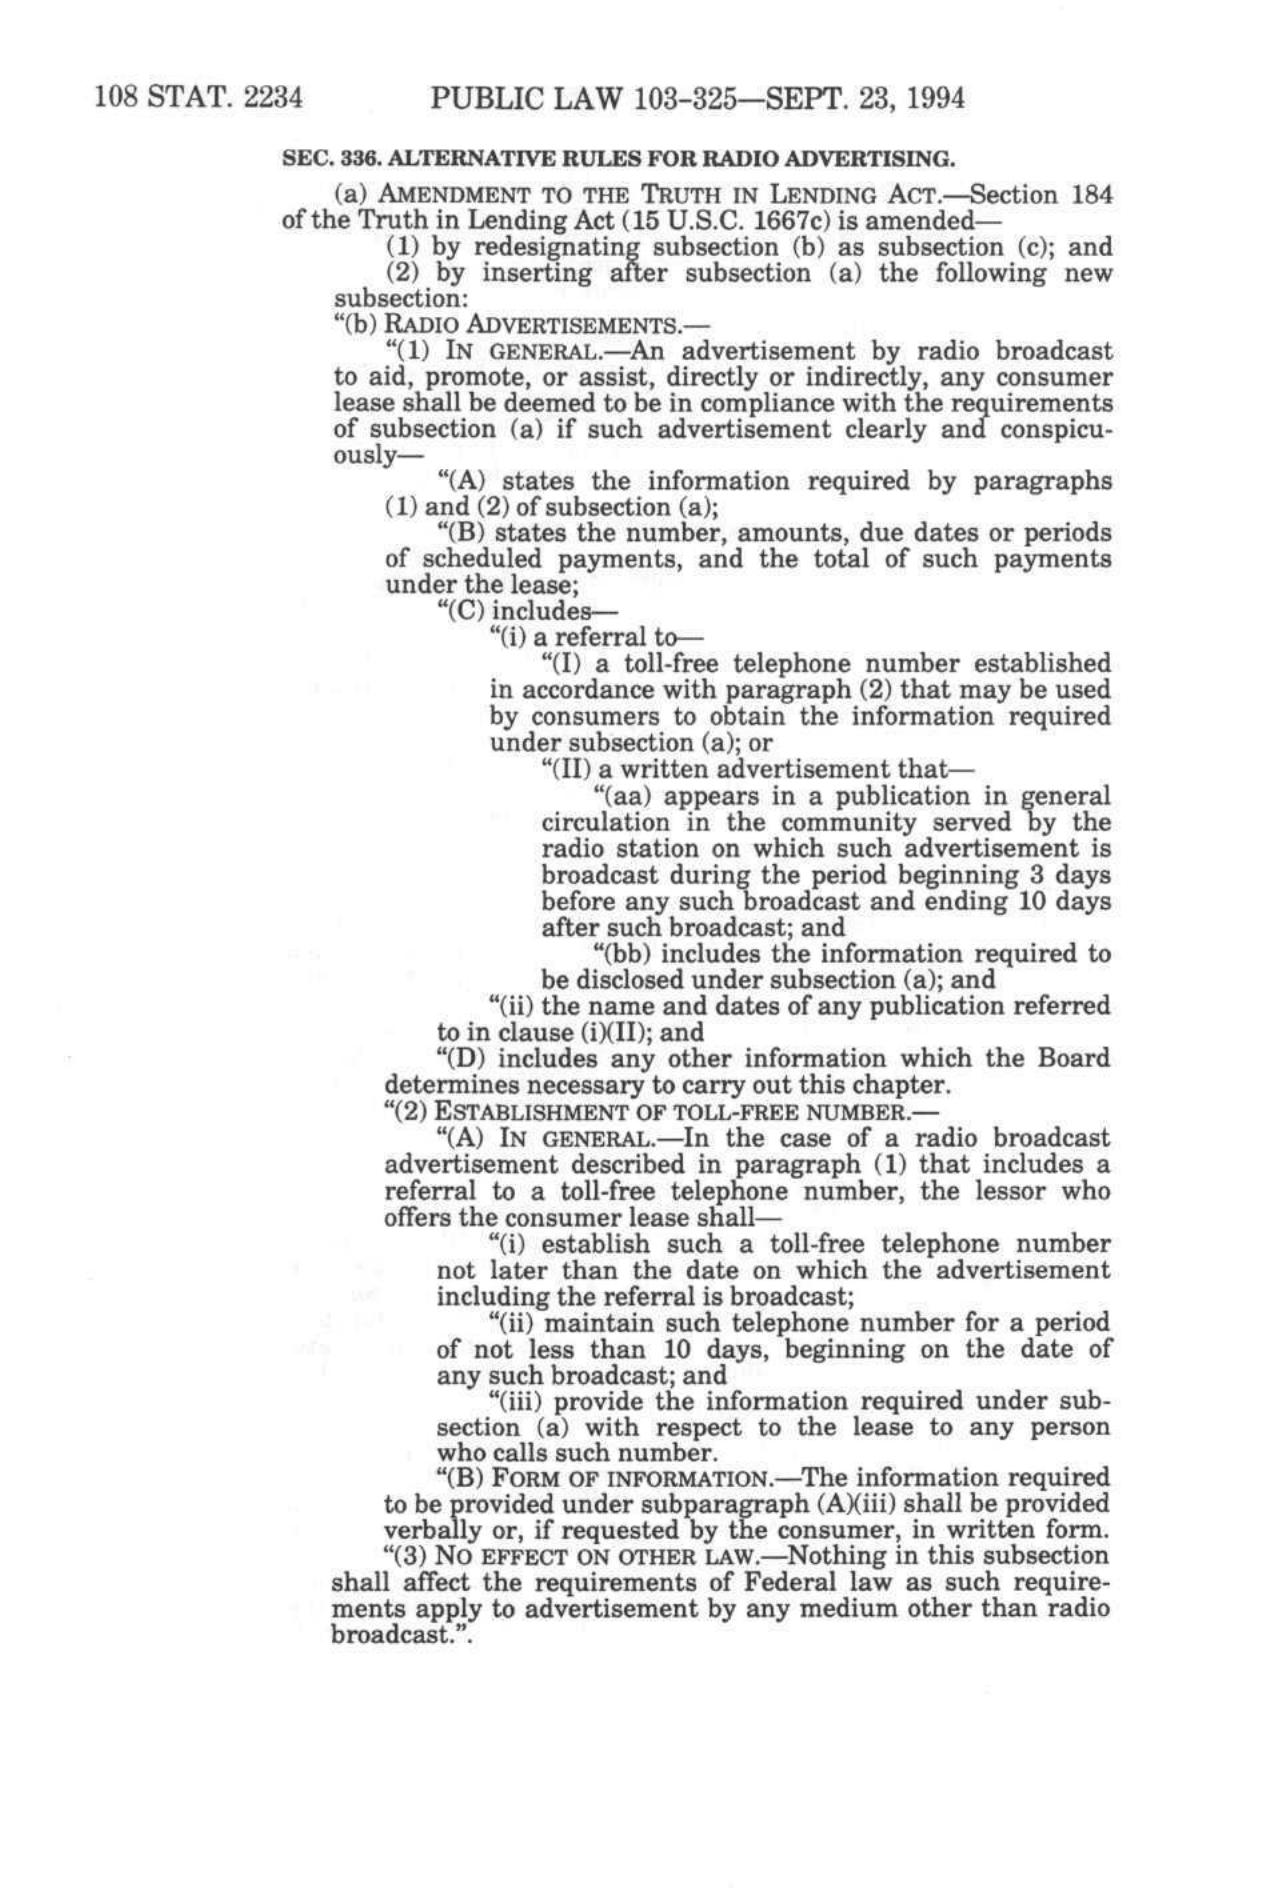 108 STAT. 2234 PUBLIC LAW 103-325—SEPT. 23, 1994
SEC. 336. ALTERNATIVE RULES FOR RADIO ADVERTISING.
(a) AMENDMENT TO THE TRUTH IN LENDING ACT.—Section 184
of the Truth in Lending Act (15 U.S.C. 1667c) is amended—
(1) by redesignating subsection (b) as subsection (c); and
(2) by inserting after subsection (a) the following new
subsection:
“(b) RADIO ADVERTISEMENTS.—
“(1) IN GENERAL.—An advertisement by radio broadcast
to aid, promote, or assist, directly or indirectly, any consumer
lease shall be deemed to be in compliance with the requirements
of subsection (a) if such advertisement clearly and conspicu-
ously—
“(A) states the information required by paragraphs
(1) and (2) of subsection (a);
“(B) states the number, amounts, due dates or periods
of scheduled payments, and the total of such payments
under the lease;
“(C) includes—
“(i) a referral to—
“(I) a toll-free telephone number established
in accordance with paragraph (2) that may be used
by consumers to obtain the information required
under subsection (a); or
“(II) a written advertisement that—
“(aa) appears in a publication in general
circulation in the community served by the
radio station on which such advertisement is
broadcast during the period beginning 3 days
before any such broadcast and ending 10 days
after such broadcast; and
“(bb) includes the information required to
be disclosed under subsection (a); and
“(ii) the name and dates of any publication referred
to in clause (i)(II); and
“(D) includes any other information which the Board
determines necessary to carry out this chapter.
“(2) ESTABLISHMENT OF TOLL-FREE NUMBER.—
“(A) IN GENERAL.—In the case of a radio broadcast
advertisement described in paragraph (1) that includes a
referral to a toll-free telephone number, the lessor who
offers the consumer lease shall—
“(i) establish such a toll-free telephone number
not later than the date on which the advertisement
including the referral is broadcast;
“(ii) maintain such telephone number for a period
of not less than 10 days, beginning on the date of
any such broadcast; and
“(iii) provide the information required under sub-
section (a) with respect to the lease to any person
who calls such number.
“(B) FORM OF INFORMATION.—The information required
to be provided under subparagraph (A)(iii) shall be provided
verbally or, if requested by the consumer, in written form.
“(3) NO EFFECT ON OTHER LAW.—Nothing in this subsection
shall affect the requirements of Federal law as such require-
ments apply to advertisement by any medium other than radio
broadcast.”.